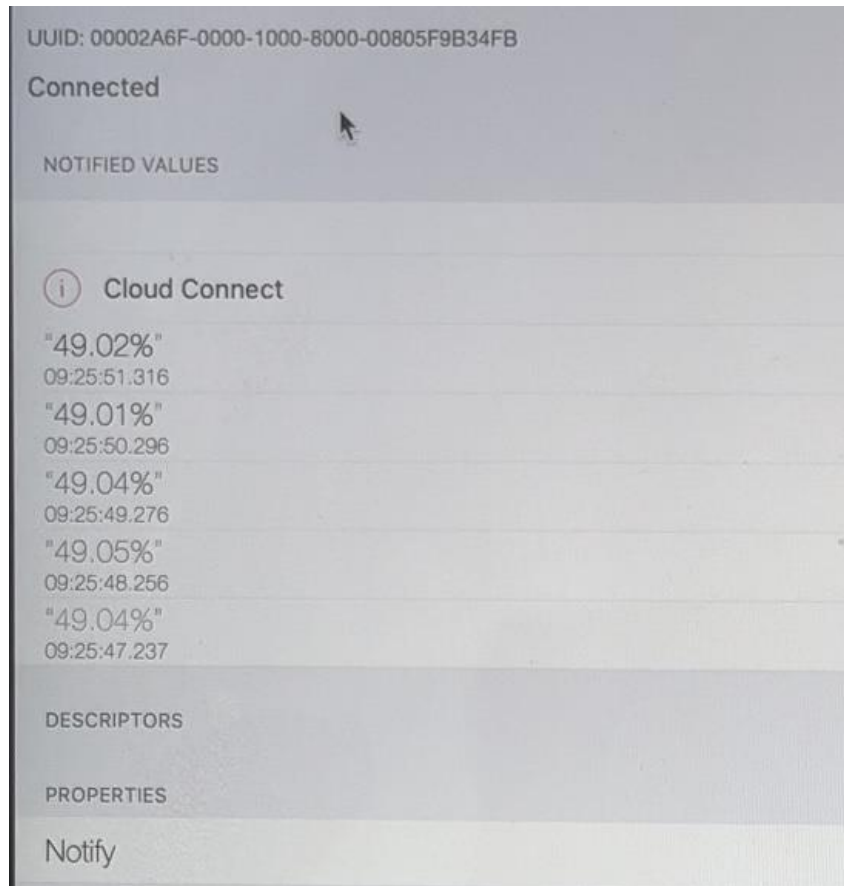 UUID: 00002A6F-0000-1000-8000-00805F9B34FB
Connected
NOTIFIED VALUES
i Cloud Connect
"49.02%"
09:25:51.316
"49.01%"
09:25:50.296
"49.04%"
09:25:49.276
"49.05%"
09:25:48.256
"49.04%"
09:25:47.237
DESCRIPTORS
PROPERTIES
Notify